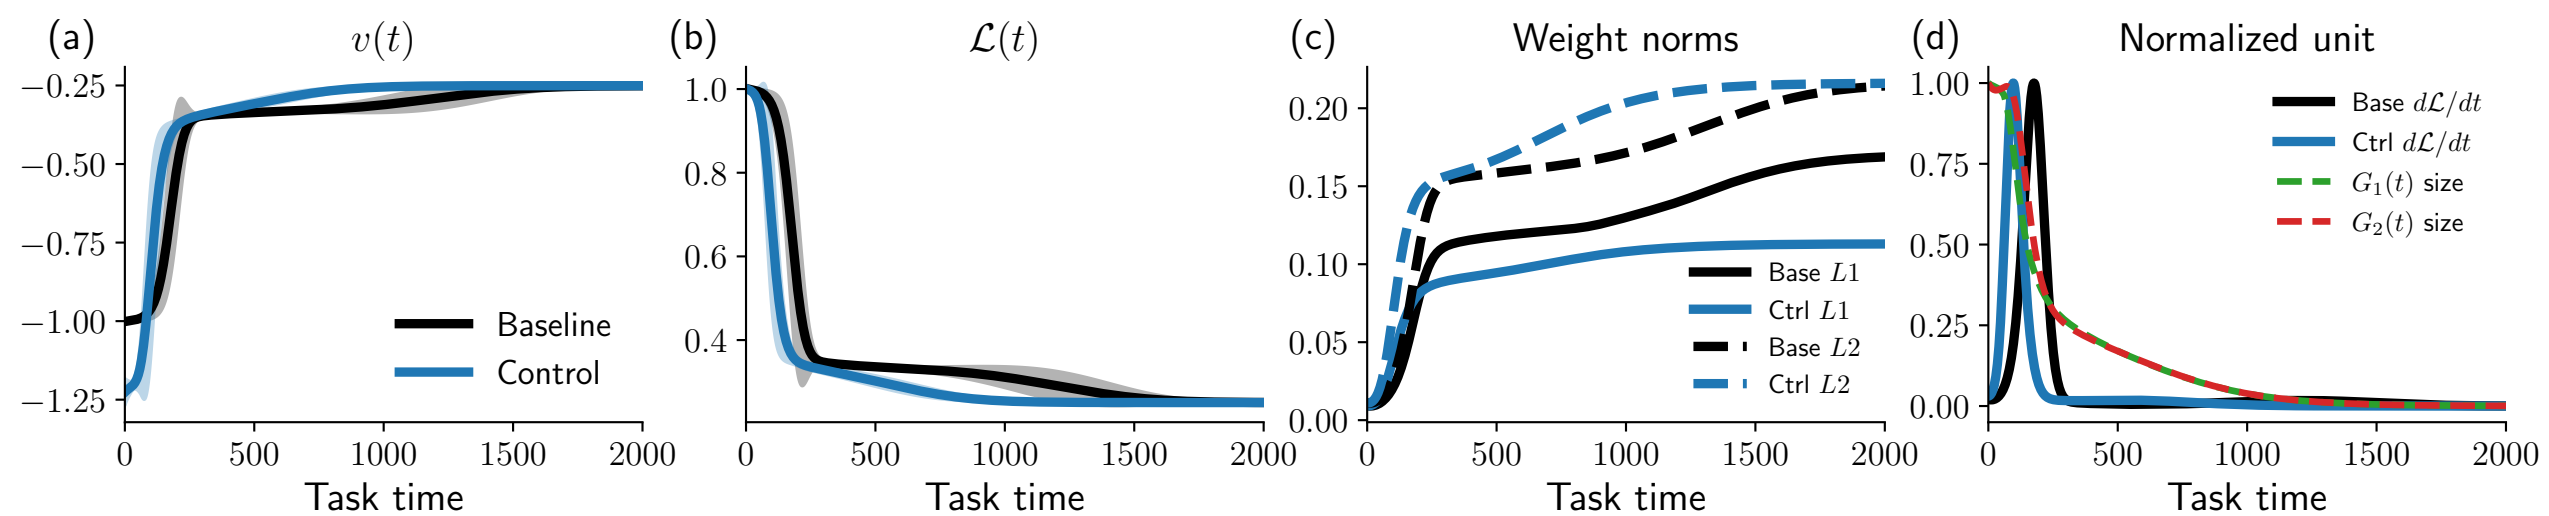 (a)
v(t)
−0.25
−0.50
−0.75
−1.00
−1.25
0
500
1000
1500
2000
Task time
Baseline
Control
(b)
ℒ(t)
1.0
0.8
0.6
0.4
0
500
1000
1500
2000
Task time
(c)
Weight norms
0.20
0.15
0.10
0.05
0.00
0
500
1000
1500
2000
Task time
Base L1
Ctrl L1
Base L2
Ctrl L2
(d)
Normalized unit
1.00
0.75
0.50
0.25
0.00
0
500
1000
1500
2000
Task time
Base dℒ/dt
Ctrl dℒ/dt
G₁(t) size
G₂(t) size